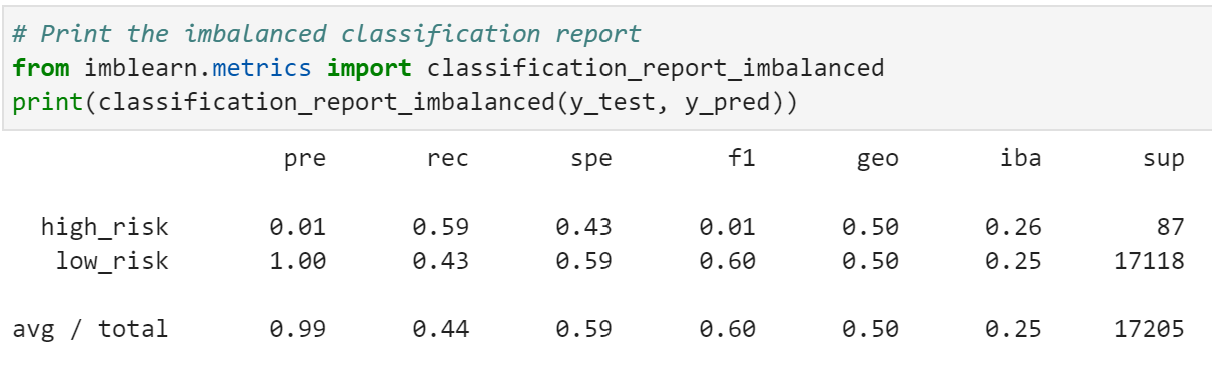 # Print the imbalanced classification report
from imblearn.metrics import classification_report_imbalanced
print(classification_report_imbalanced(y_test, y_pred))
pre rec spe f1 geo iba sup
high_risk 0.01 0.59 0.43 0.01 0.50 0.26 87
low_risk 1.00 0.43 0.59 0.60 0.50 0.25 17118
avg / total 0.99 0.44 0.59 0.60 0.50 0.25 17205